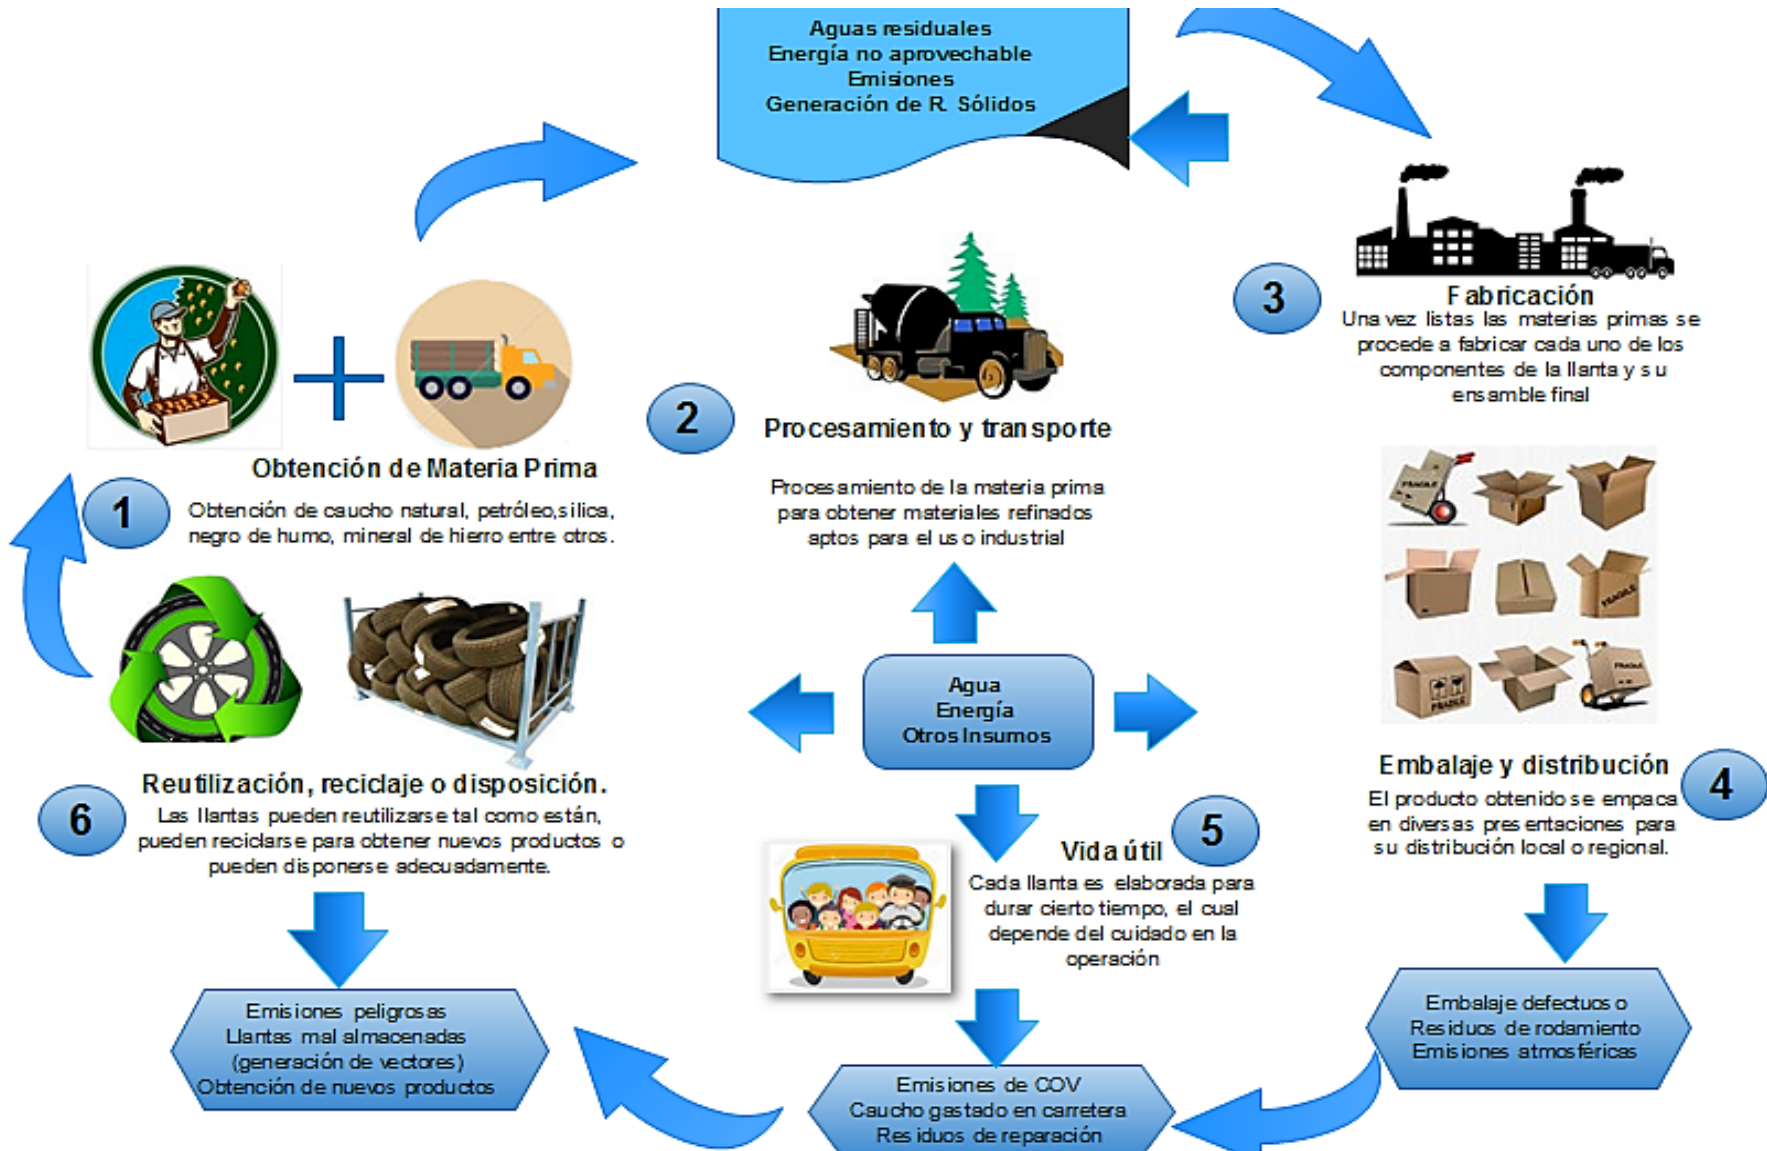 Aguas residuales
Energía no aprovechable
Emisiones
Generación de R. Sólidos
1
Obtención de Materia Prima
Obtención de caucho natural, petróleo,silica,
negro de humo, mineral de hierro entre otros.
2
Procesamiento y transporte
Procesamiento de la materia prima
para obtener materiales refinados
aptos para el uso industrial
3
Fabricación
Una vez listas las materias primas se
procede a fabricar cada uno de los
componentes de la llanta y su
ensamble final
FRAGILE
FRAGILE
FRAGILE
FRAGILE
4
Embalaje y distribución
El producto obtenido se empaca
en diversas presentaciones para
su distribución local o regional.
Agua
Energía
Otros Insumos
5
Vida útil
Cada llanta es elaborada para
durar cierto tiempo, el cual
depende del cuidado en la
operación
6
Reutilización, reciclaje o disposición.
Las llantas pueden reutilizarse tal como están,
pueden reciclarse para obtener nuevos productos o
pueden disponerse adecuadamente.
Emisiones peligrosas
Llantas mal almacenadas
(generación de vectores)
Obtención de nuevos productos
Emisiones de COV
Caucho gastado en carretera
Residuos de reparación
Embalaje defectuoso
Residuos de rodamiento
Emisiones atmosféricas